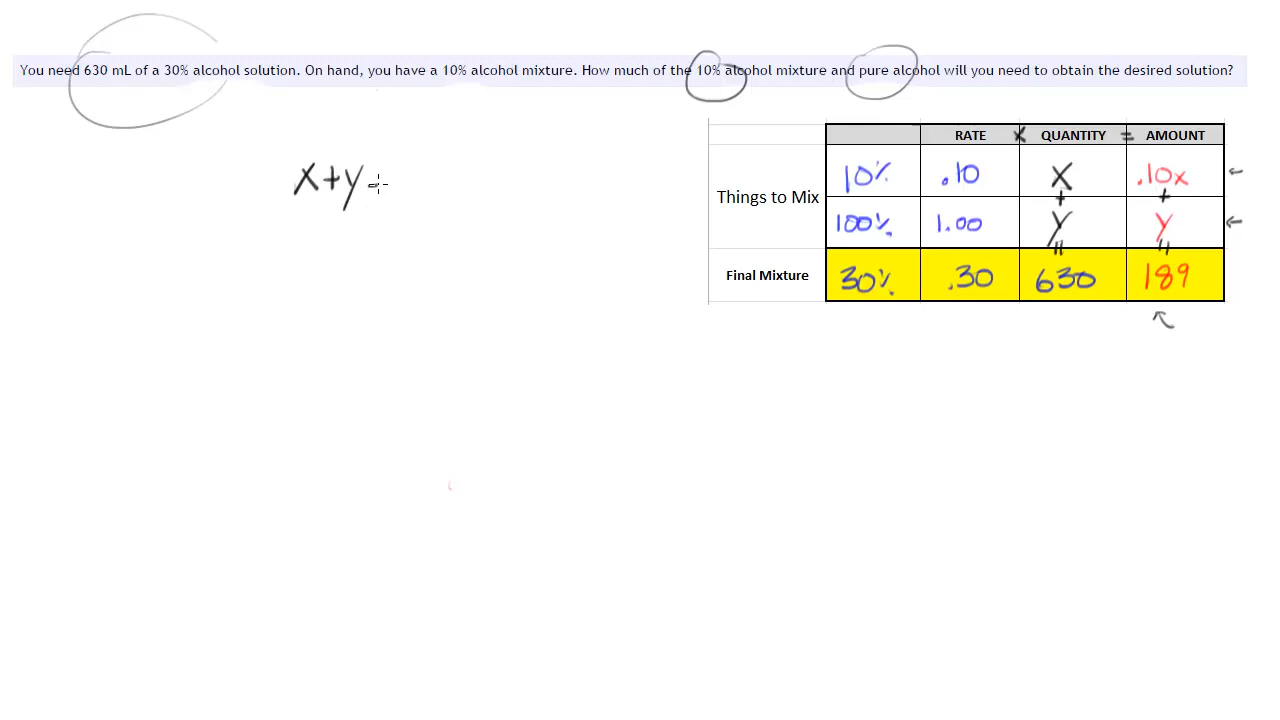 You need 630 mL of a 30% alcohol solution. On hand, you have a 10% alcohol mixture. How much of the 10% alcohol mixture and pure alcohol will you need to obtain the desired solution?
x+y=
RATE x QUANTITY = AMOUNT
Things to Mix
10% .10 x .10x
+ +
100% 1.00 y y
= =
Final Mixture 30% .30 630 189